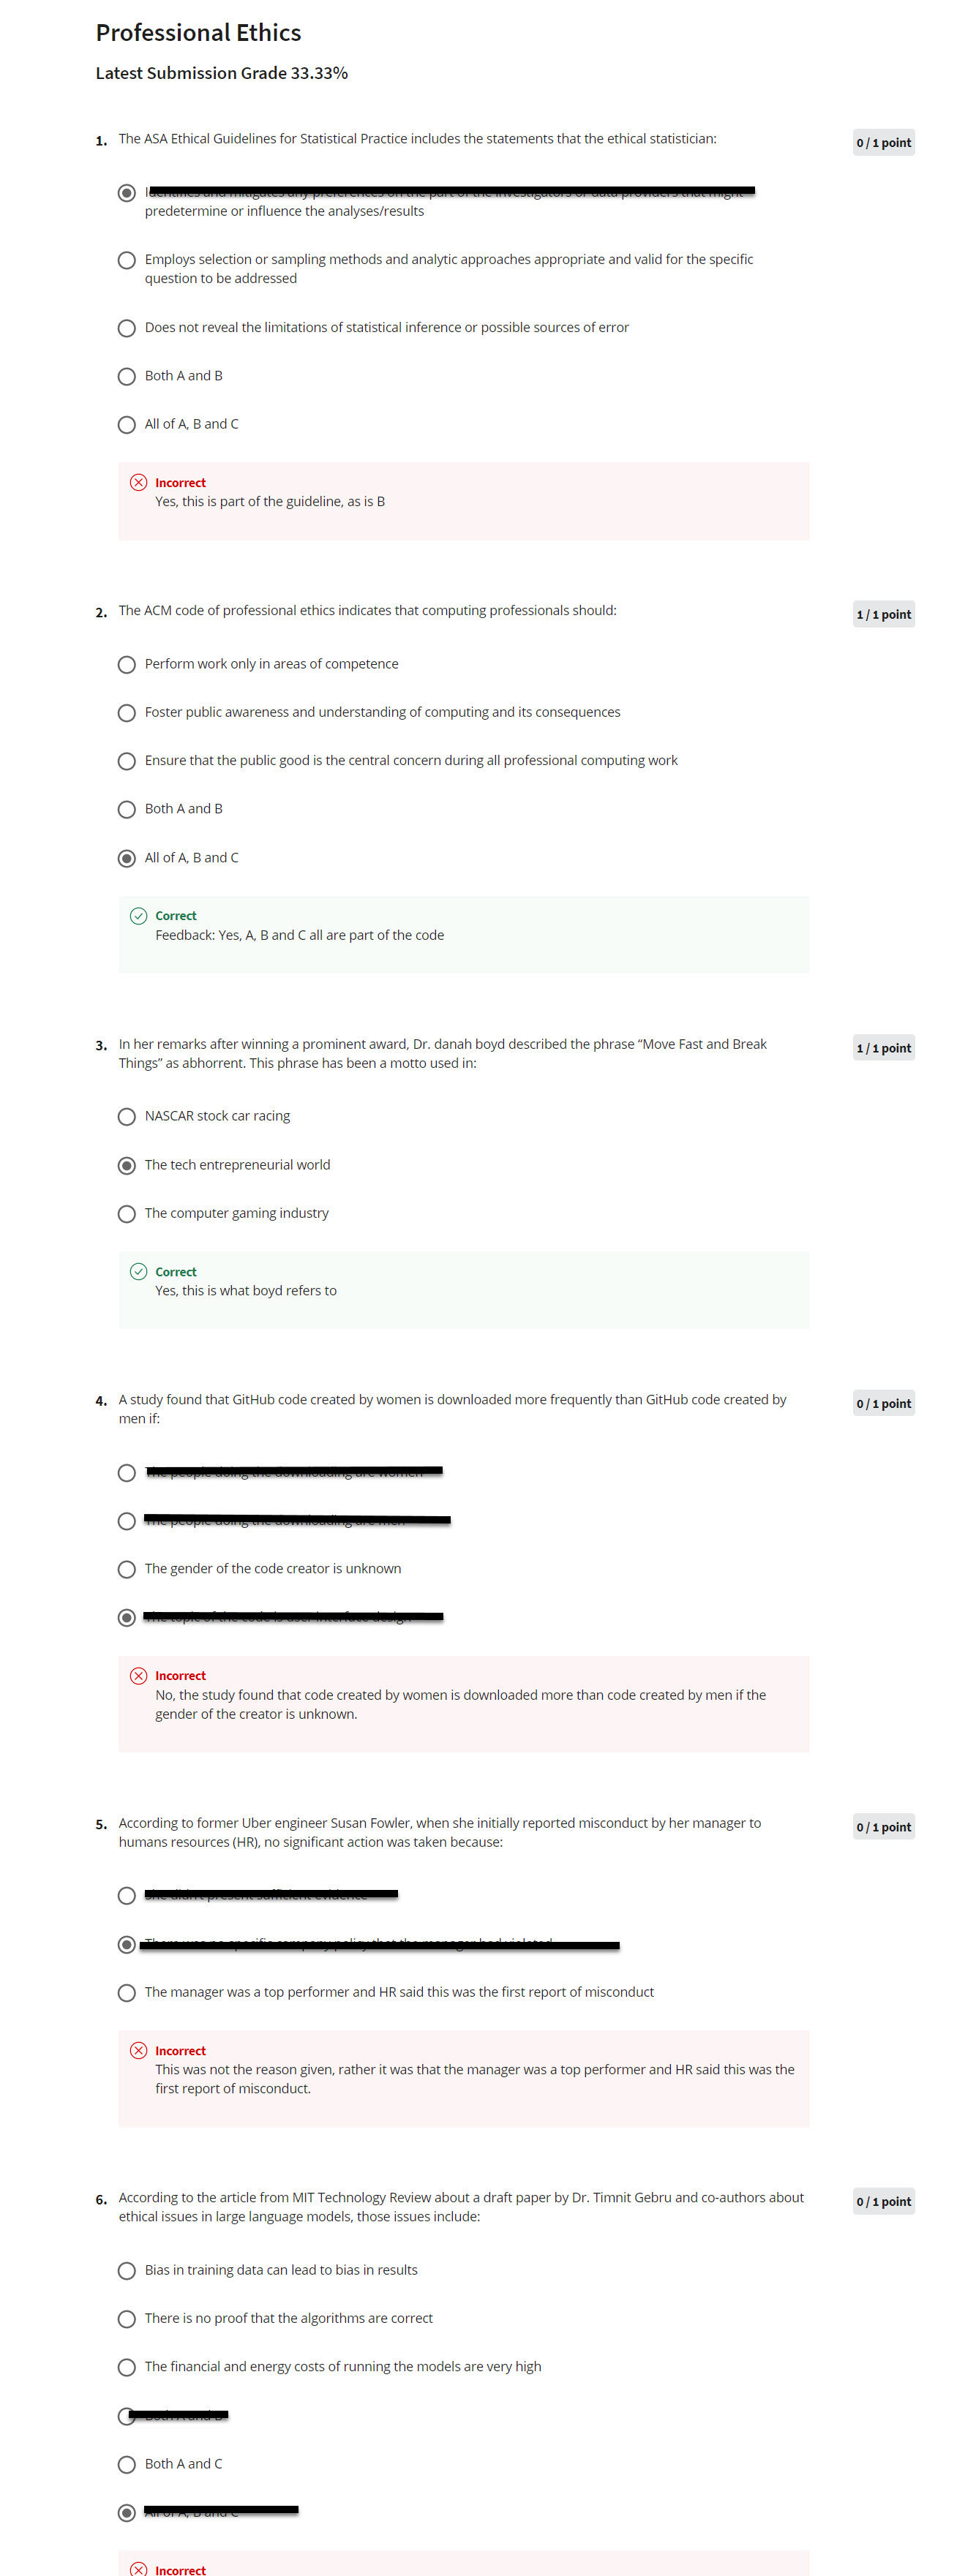 Professional Ethics
Latest Submission Grade 33.33%
1. The ASA Ethical Guidelines for Statistical Practice includes the statements that the ethical statistician:
0 / 1 point
predetermine or influence the analyses/results
Employs selection or sampling methods and analytic approaches appropriate and valid for the specific
question to be addressed
Does not reveal the limitations of statistical inference or possible sources of error
Both A and B
All of A, B and C
Incorrect
Yes, this is part of the guideline, as is B
2. The ACM code of professional ethics indicates that computing professionals should:
1 / 1 point
Perform work only in areas of competence
Foster public awareness and understanding of computing and its consequences
Ensure that the public good is the central concern during all professional computing work
Both A and B
All of A, B and C
Correct
Feedback: Yes, A, B and C all are part of the code
3. In her remarks after winning a prominent award, Dr. danah boyd described the phrase “Move Fast and Break
Things” as abhorrent. This phrase has been a motto used in:
1 / 1 point
NASCAR stock car racing
The tech entrepreneurial world
The computer gaming industry
Correct
Yes, this is what boyd refers to
4. A study found that GitHub code created by women is downloaded more frequently than GitHub code created by
men if:
0 / 1 point
The gender of the code creator is unknown
Incorrect
No, the study found that code created by women is downloaded more than code created by men if the
gender of the creator is unknown.
5. According to former Uber engineer Susan Fowler, when she initially reported misconduct by her manager to
humans resources (HR), no significant action was taken because:
0 / 1 point
The manager was a top performer and HR said this was the first report of misconduct
Incorrect
This was not the reason given, rather it was that the manager was a top performer and HR said this was the
first report of misconduct.
6. According to the article from MIT Technology Review about a draft paper by Dr. Timnit Gebru and co-authors about
ethical issues in large language models, those issues include:
0 / 1 point
Bias in training data can lead to bias in results
There is no proof that the algorithms are correct
The financial and energy costs of running the models are very high
Both A and C
Incorrect